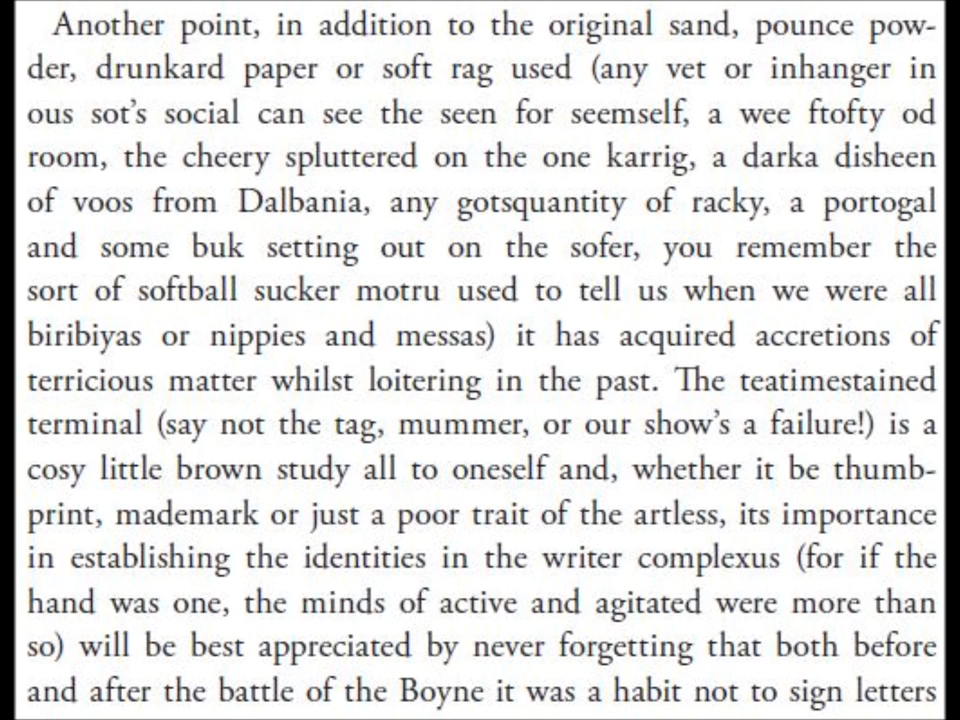 Another point, in addition to the original sand, pounce pow-
der, drunkard paper or soft rag used (any vet or inhanger in
ous sot’s social can see the seen for seemself, a wee ftofty od
room, the cheery spluttered on the one karrig, a darka disheen
of voos from Dalbania, any gotsquantity of racky, a portogal
and some buk setting out on the sofer, you remember the
sort of softball sucker motru used to tell us when we were all
biribiyas or nippies and messas) it has acquired accretions of
terricious matter whilst loitering in the past. The teatimestained
terminal (say not the tag, mummer, or our show’s a failure!) is a
cosy little brown study all to oneself and, whether it be thumb-
print, mademark or just a poor trait of the artless, its importance
in establishing the identities in the writer complexus (for if the
hand was one, the minds of active and agitated were more than
so) will be best appreciated by never forgetting that both before
and after the battle of the Boyne it was a habit not to sign letters